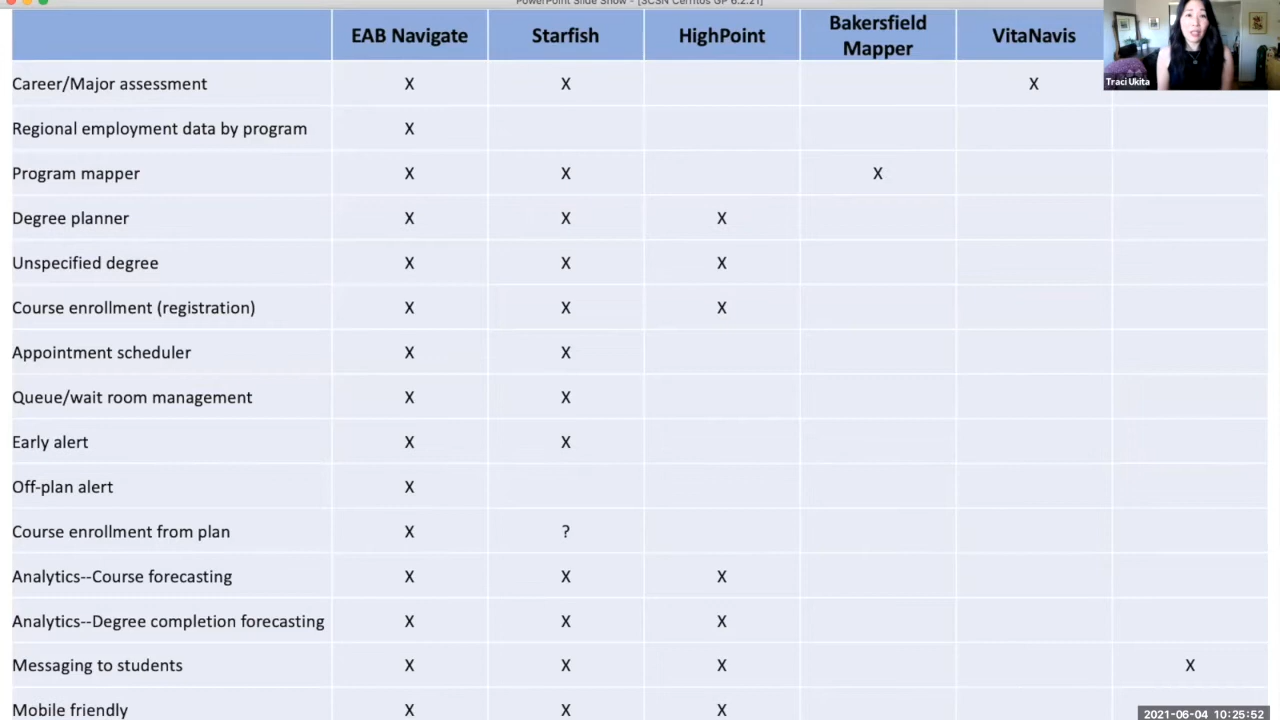 PowerPoint Slide Show - [SCSN Cerritos GP 6.2.21]
EAB Navigate Starfish HighPoint Bakersfield Mapper VitaNavis
Traci Ukita
Career/Major assessment X X X
Regional employment data by program X
Program mapper X X X
Degree planner X X X
Unspecified degree X X X
Course enrollment (registration) X X X
Appointment scheduler X X
Queue/wait room management X X
Early alert X X
Off-plan alert X
Course enrollment from plan X ?
Analytics--Course forecasting X X X
Analytics--Degree completion forecasting X X X
Messaging to students X X X X
Mobile friendly X X X
2021-06-04 10:25:52